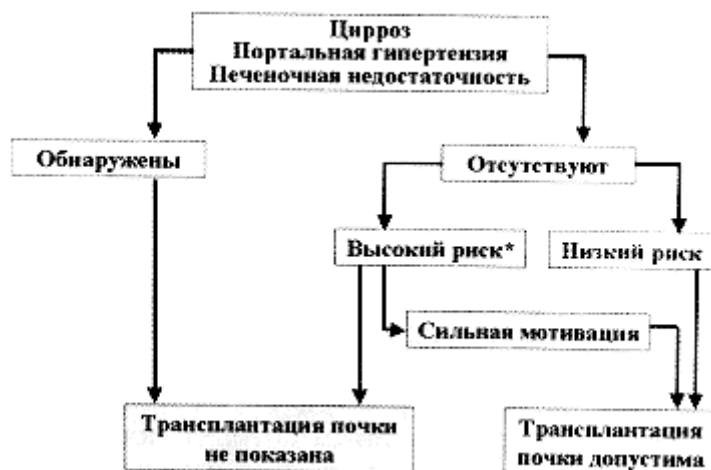 Цирроз
Портальная гипертензия
Печеночная недостаточность
Обнаружены
Отсутствуют
Высокий риск*
Низкий риск
Сильная мотивация
Трансплантация почки
не показана
Трансплантация
почки допустима